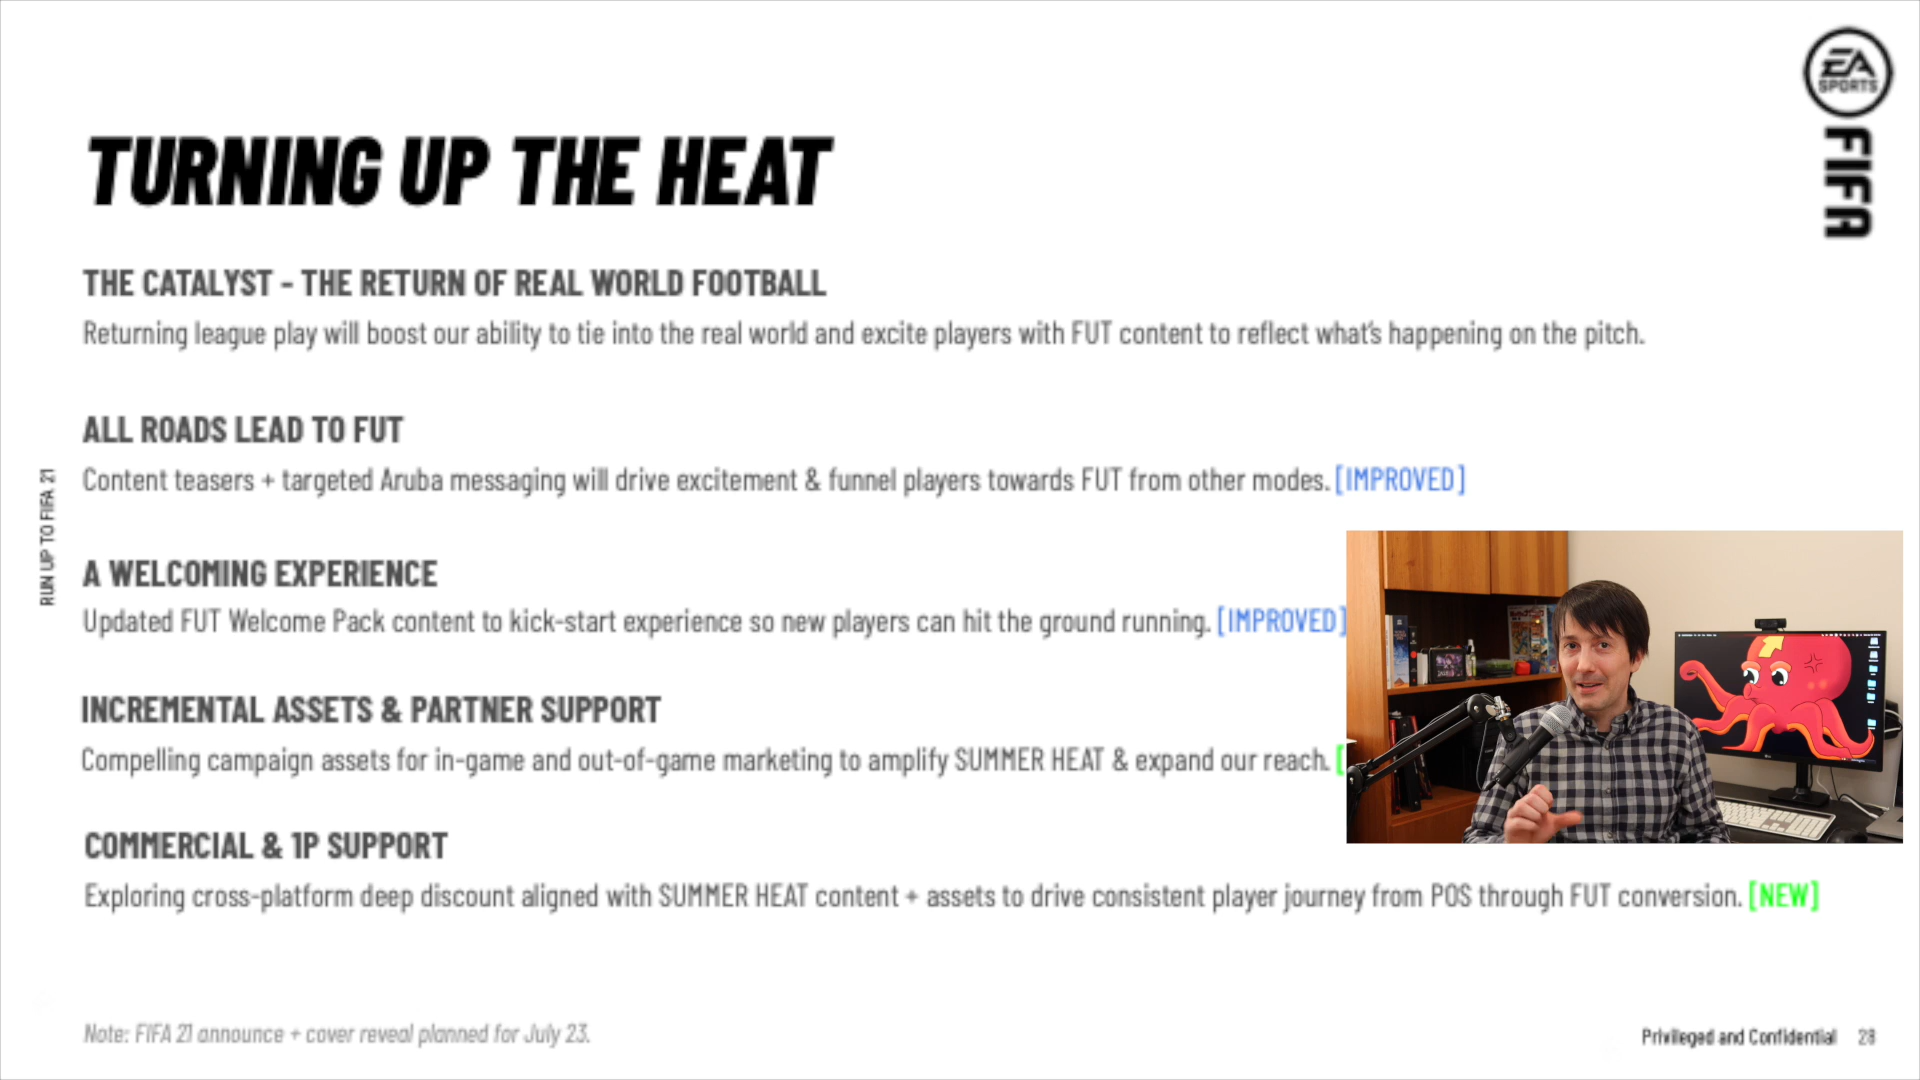 EA
SPORTS
FIFA
TURNING UP THE HEAT
THE CATALYST - THE RETURN OF REAL WORLD FOOTBALL
Returning league play will boost our ability to tie into the real world and excite players with FUT content to reflect what's happening on the pitch.
ALL ROADS LEAD TO FUT
Content teasers + targeted Aruba messaging will drive excitement & funnel players towards FUT from other modes. [IMPROVED]
RUN UP TO FIFA 21
A WELCOMING EXPERIENCE
Updated FUT Welcome Pack content to kick-start experience so new players can hit the ground running. [IMPROVED]
INCREMENTAL ASSETS & PARTNER SUPPORT
Compelling campaign assets for in-game and out-of-game marketing to amplify SUMMER HEAT & expand our reach. [
COMMERCIAL & 1P SUPPORT
Exploring cross-platform deep discount aligned with SUMMER HEAT content + assets to drive consistent player journey from POS through FUT conversion. [NEW]
Note: FIFA 21 announce + cover reveal planned for July 23.
Privileged and Confidential 28